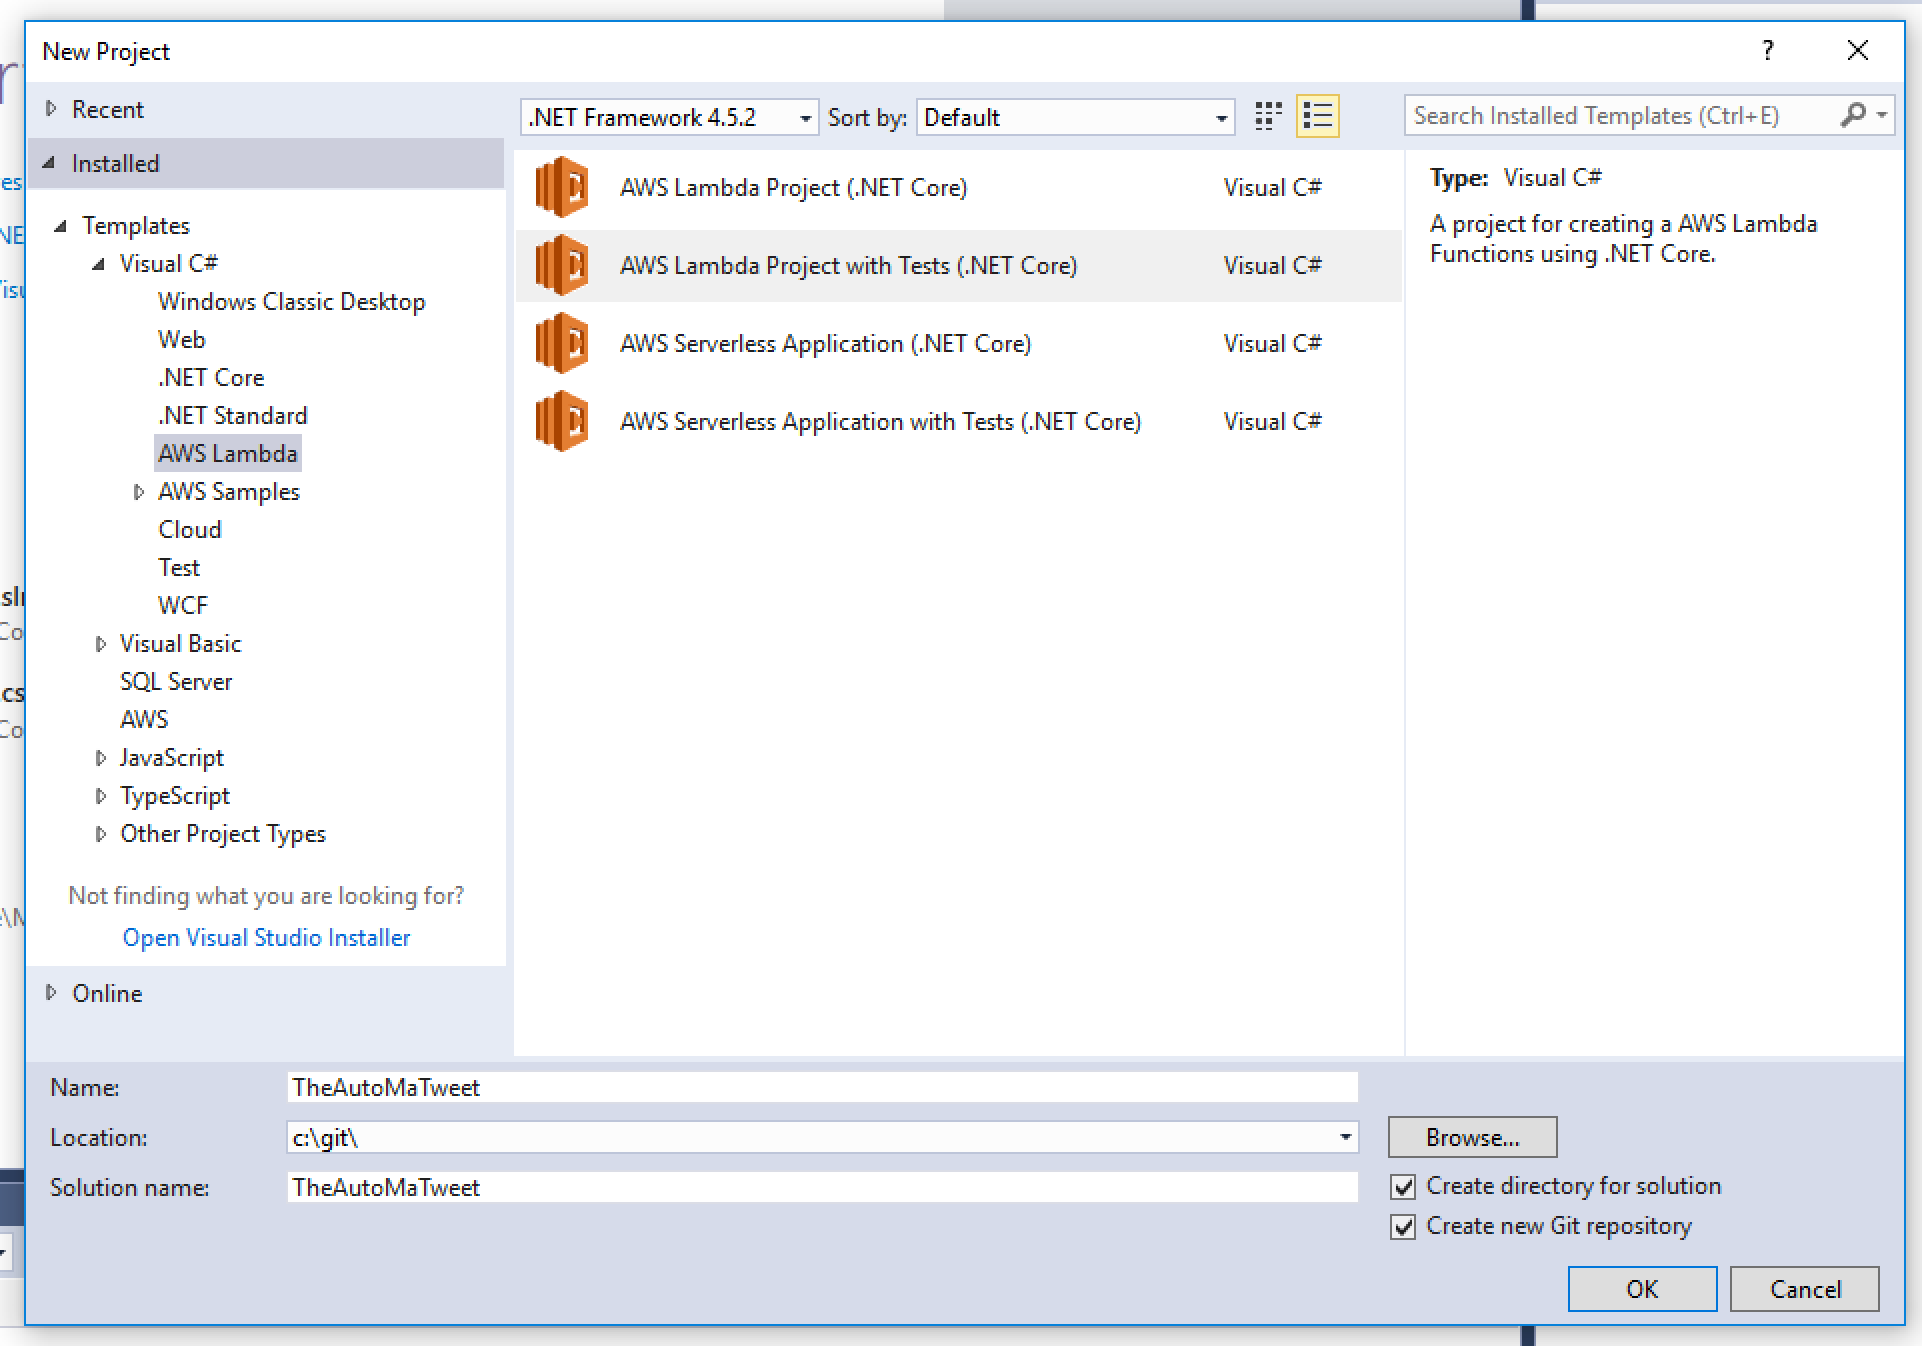 New Project
?
Recent
Installed
Templates
Visual C#
Windows Classic Desktop
Web
.NET Core
.NET Standard
AWS Lambda
AWS Samples
Cloud
Test
WCF
Visual Basic
SQL Server
AWS
JavaScript
TypeScript
Other Project Types
Not finding what you are looking for?
Open Visual Studio Installer
Online
.NET Framework 4.5.2 Sort by: Default
Search Installed Templates (Ctrl+E)
AWS Lambda Project (.NET Core) Visual C#
AWS Lambda Project with Tests (.NET Core) Visual C#
AWS Serverless Application (.NET Core) Visual C#
AWS Serverless Application with Tests (.NET Core) Visual C#
Type: Visual C#
A project for creating a AWS Lambda
Functions using .NET Core.
Name: TheAutoMaTweet
Location: c:\git\
Browse...
Solution name: TheAutoMaTweet
Create directory for solution
Create new Git repository
OK
Cancel